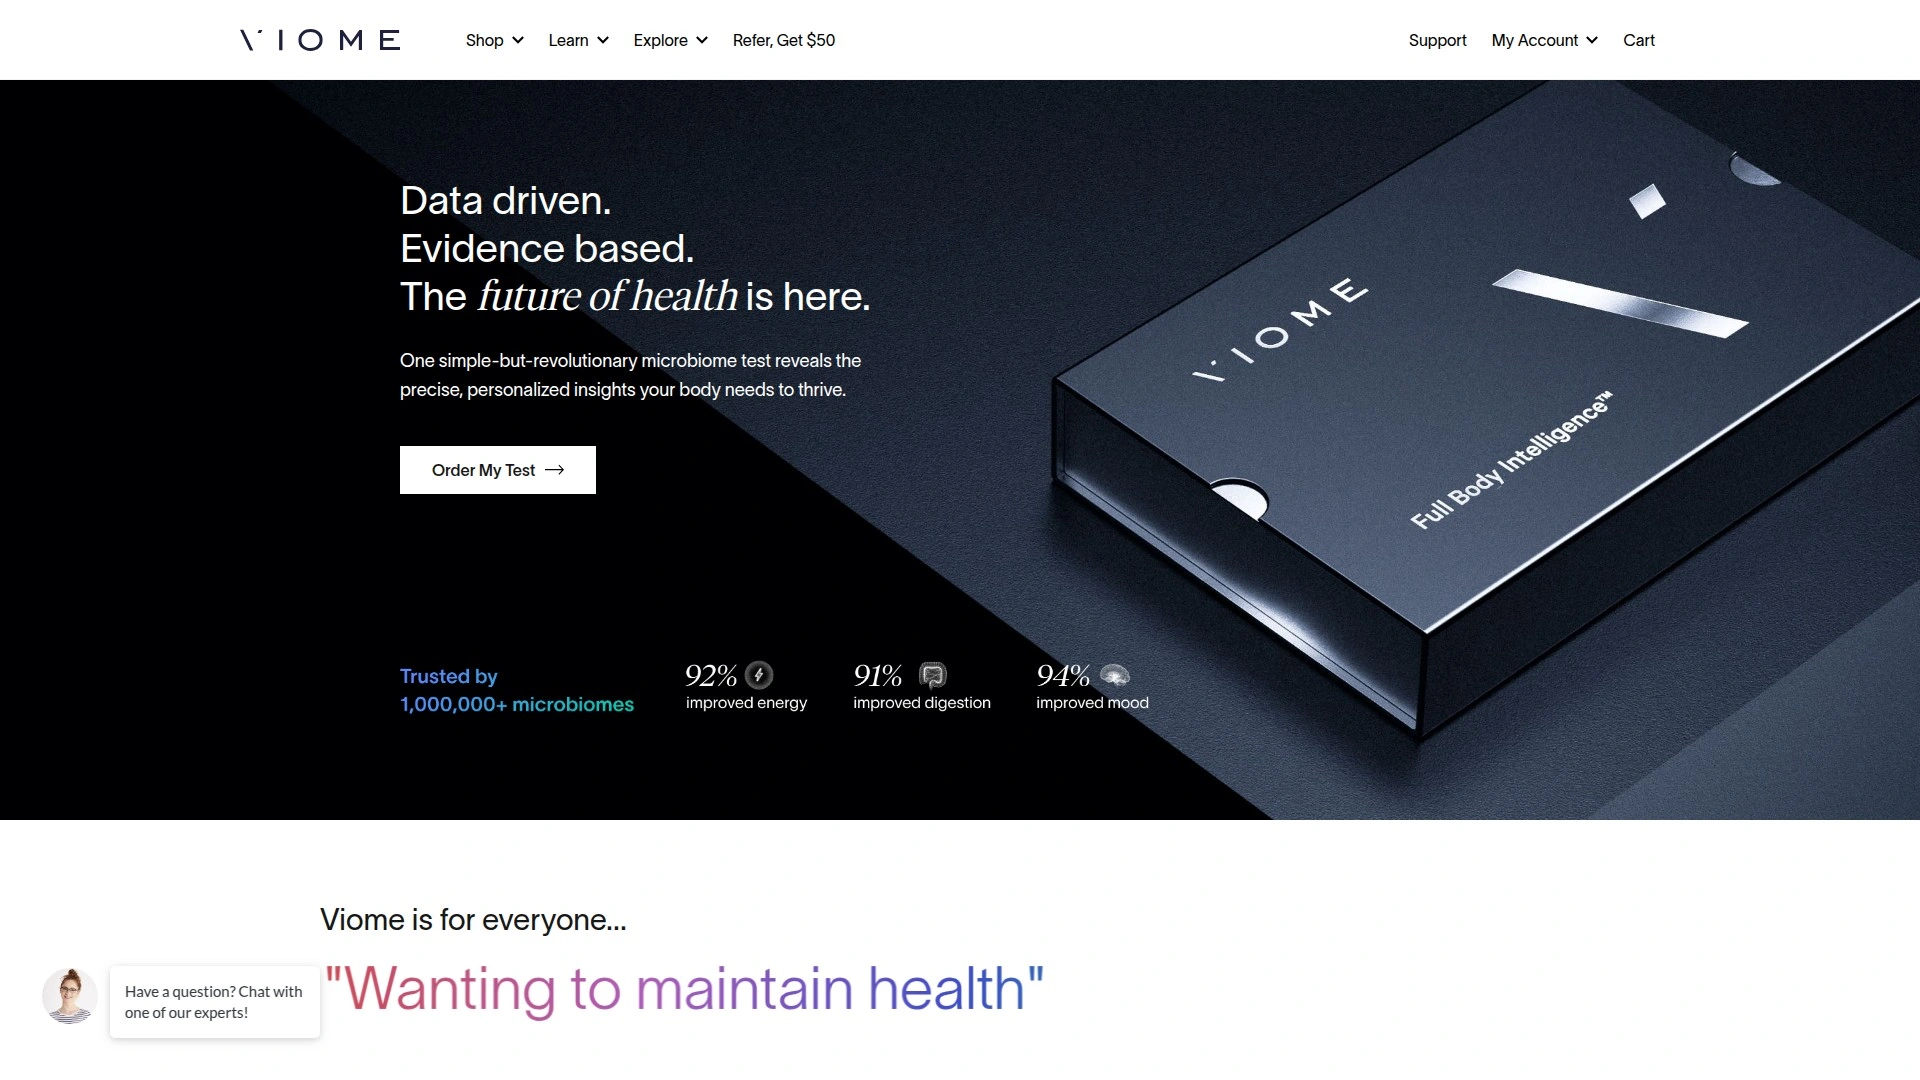 VIOME
Shop
Learn
Explore
Refer, Get $50
Support
My Account
Cart
Data driven.
Evidence based.
The future of health is here.
One simple-but-revolutionary microbiome test reveals the
precise, personalized insights your body needs to thrive.
Order My Test
VIOME
Full Body Intelligence™
Trusted by
1,000,000+ microbiomes
92%
improved energy
91%
improved digestion
94%
improved mood
Viome is for everyone...
"Wanting to maintain health"
Have a question? Chat with
one of our experts!